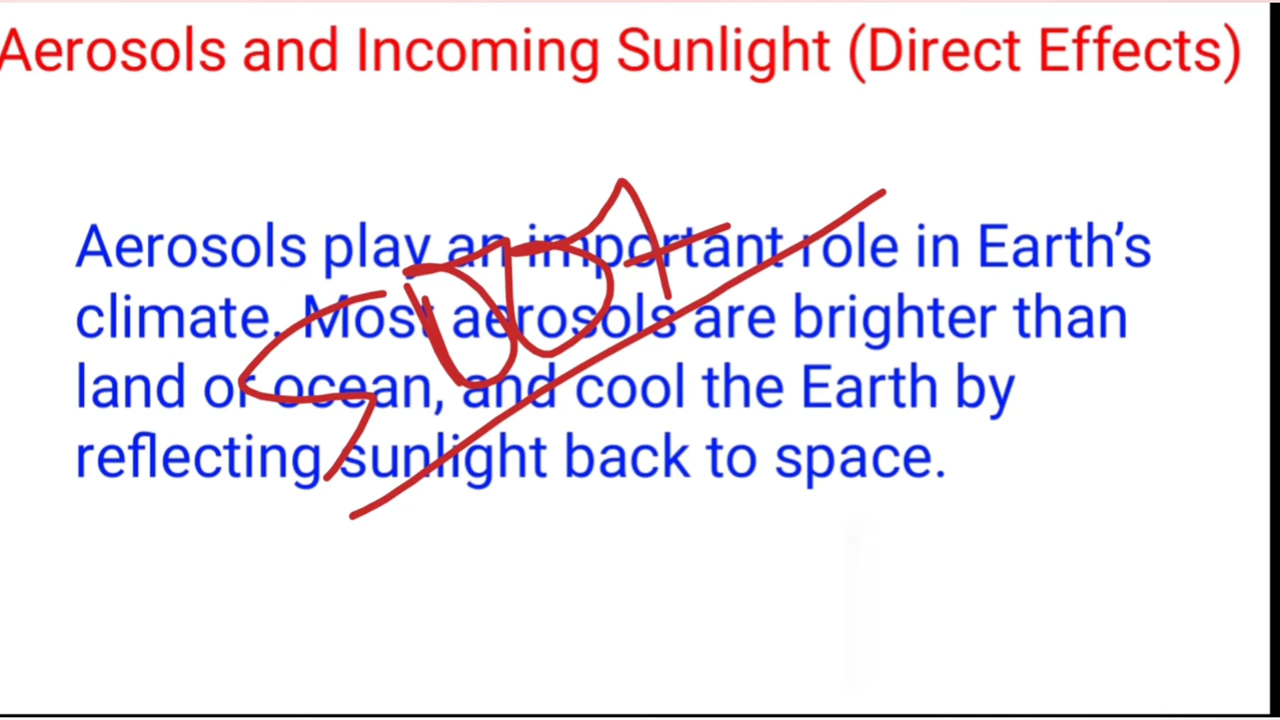 Aerosols and Incoming Sunlight (Direct Effects)
Aerosols play an important role in Earth’s
climate. Most aerosols are brighter than
land or ocean, and cool the Earth by
reflecting sunlight back to space.